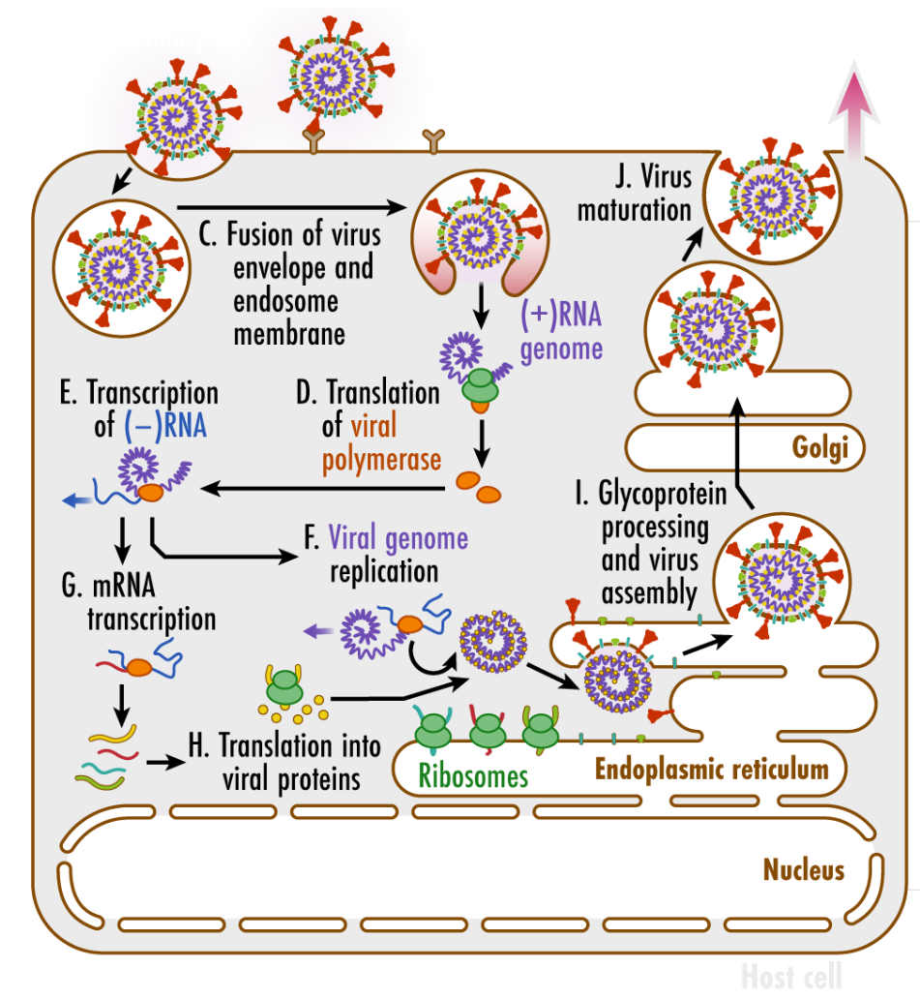 C. Fusion of virus
envelope and
endosome
membrane
(+)RNA
genome
J. Virus
maturation
E. Transcription
of (–)RNA
D. Translation
of viral
polymerase
Golgi
I. Glycoprotein
processing
and virus
assembly
F. Viral genome
replication
G. mRNA
transcription
H. Translation into
viral proteins
Ribosomes
Endoplasmic reticulum
Nucleus
Host cell